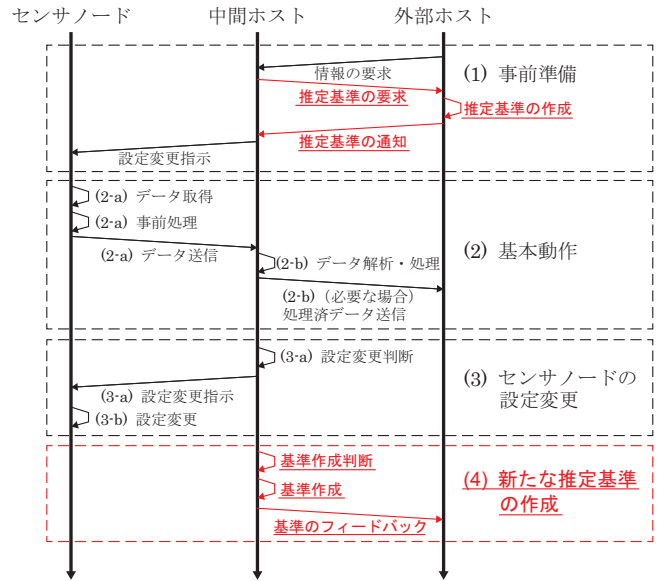 センサノード 中間ホスト 外部ホスト
情報の要求
(1) 事前準備
推定基準の要求
推定基準の作成
推定基準の通知
設定変更指示
(2-a) データ取得
(2-a) 事前処理
(2-a) データ送信
(2-b) データ解析・処理
(2) 基本動作
(2-b)（必要な場合）
処理済データ送信
(3-a) 設定変更判断
(3-a) 設定変更指示
(3-b) 設定変更
(3) センサノードの
設定変更
基準作成判断
基準作成
基準のフィードバック
(4) 新たな推定基準
の作成